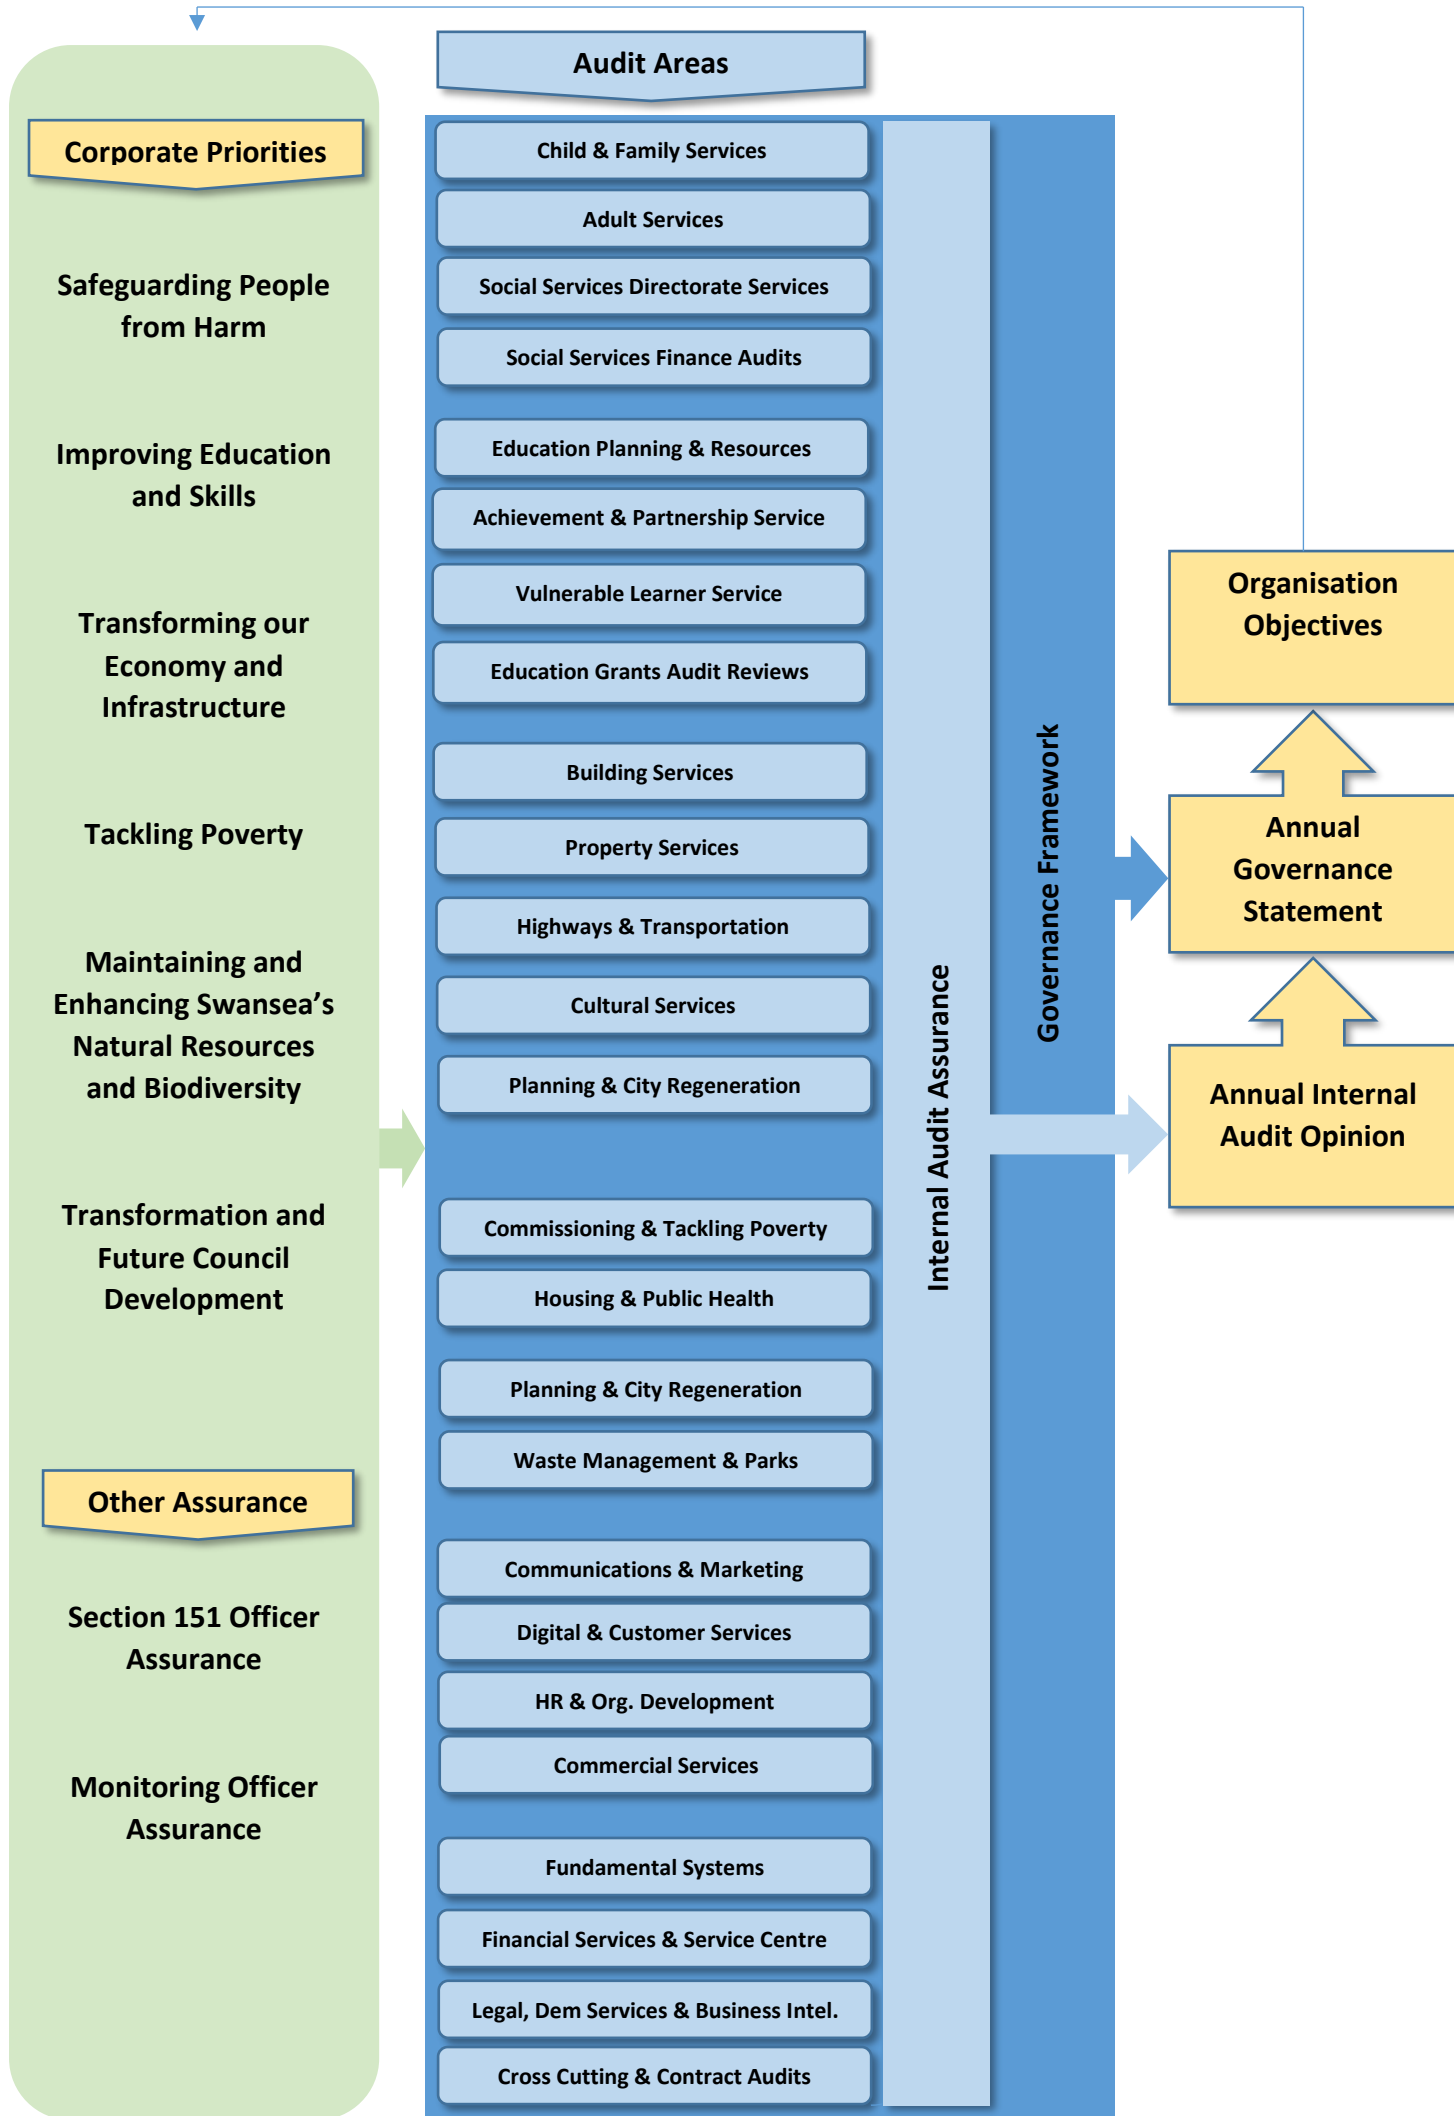 Corporate Priorities
Safeguarding People
from Harm
Improving Education
and Skills
Transforming our
Economy and
Infrastructure
Tackling Poverty
Maintaining and
Enhancing Swansea’s
Natural Resources
and Biodiversity
Transformation and
Future Council
Development
Other Assurance
Section 151 Officer
Assurance
Monitoring Officer
Assurance
Audit Areas
Child & Family Services
Adult Services
Social Services Directorate Services
Social Services Finance Audits
Education Planning & Resources
Achievement & Partnership Service
Vulnerable Learner Service
Education Grants Audit Reviews
Building Services
Property Services
Highways & Transportation
Cultural Services
Planning & City Regeneration
Commissioning & Tackling Poverty
Housing & Public Health
Planning & City Regeneration
Waste Management & Parks
Communications & Marketing
Digital & Customer Services
HR & Org. Development
Commercial Services
Fundamental Systems
Financial Services & Service Centre
Legal, Dem Services & Business Intel.
Cross Cutting & Contract Audits
Internal Audit Assurance
Governance Framework
Organisation
Objectives
Annual
Governance
Statement
Annual Internal
Audit Opinion